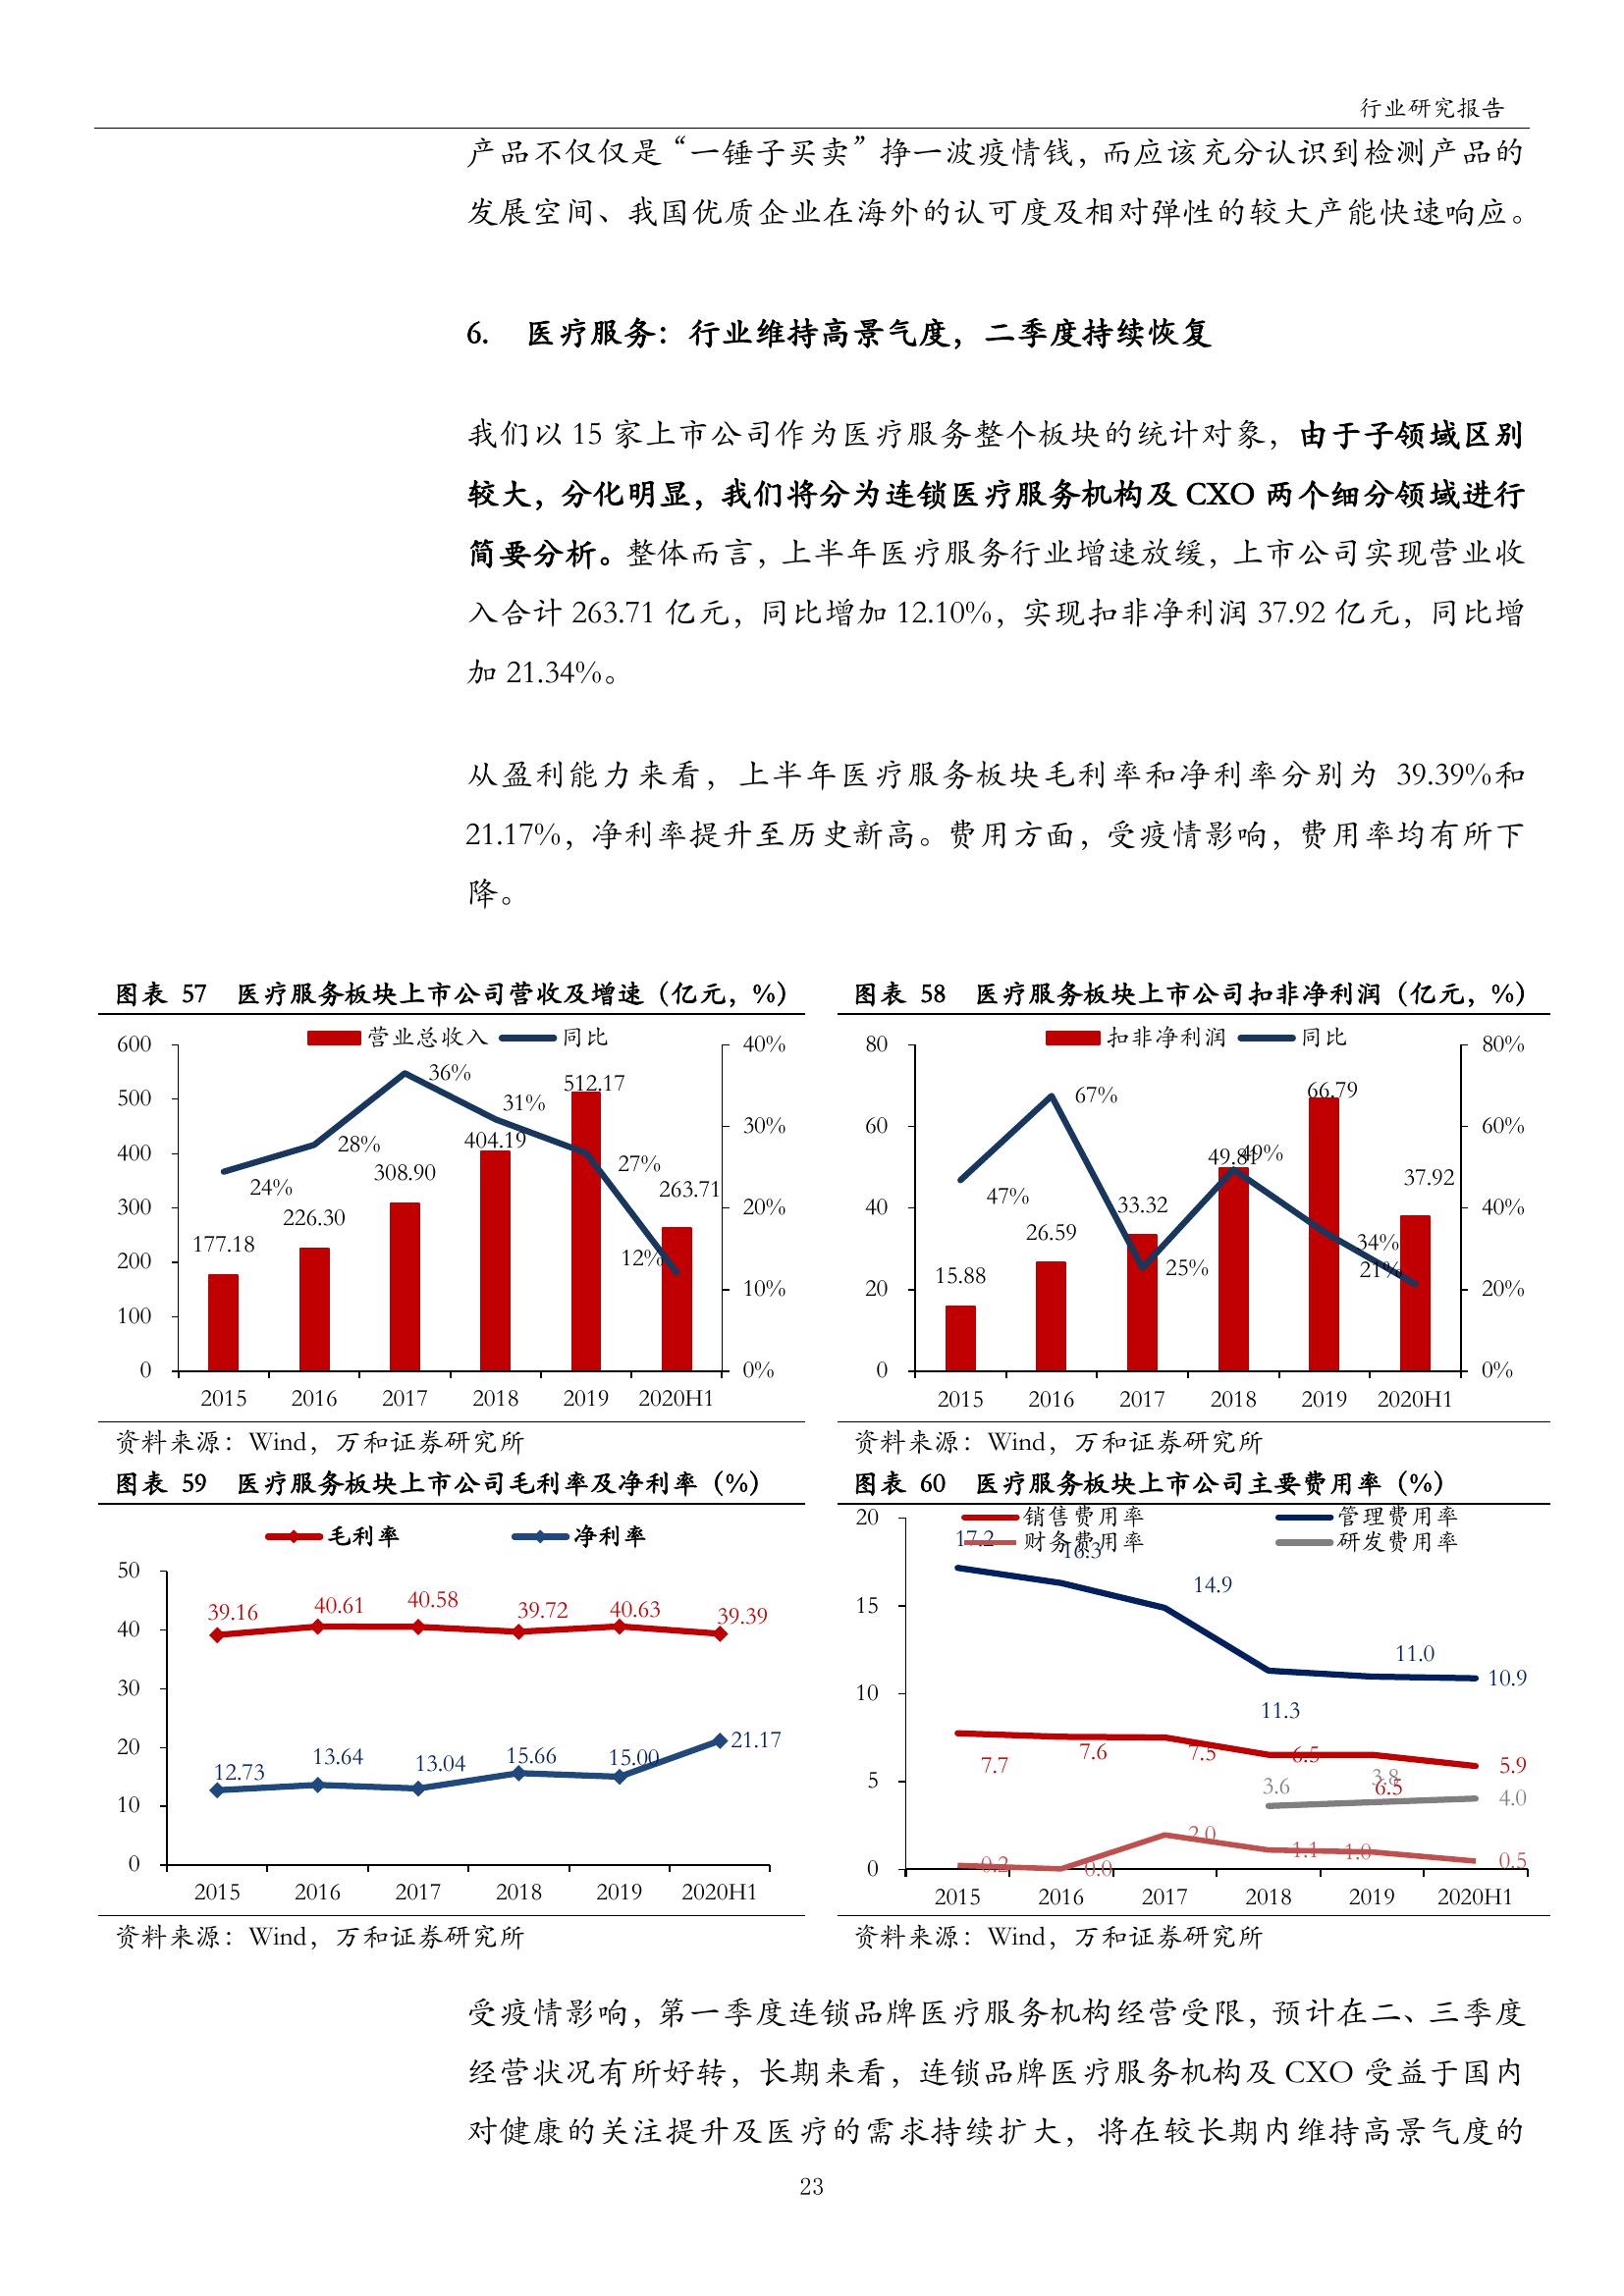 行业研究报告
产品不仅仅是“一锤子买卖”挣一波疫情钱，而应该充分认识到检测产品的
发展空间、我国优质企业在海外的认可度及相对弹性的较大产能快速响应。
6. 医疗服务：行业维持高景气度，二季度持续恢复
我们以 15 家上市公司作为医疗服务整个板块的统计对象，由于子领域区别
较大，分化明显，我们将分为连锁医疗服务机构及 CXO 两个细分领域进行
简要分析。整体而言，上半年医疗服务行业增速放缓，上市公司实现营业收
入合计 263.71 亿元，同比增加 12.10%，实现扣非净利润 37.92 亿元，同比增
加 21.34%。
从盈利能力来看，上半年医疗服务板块毛利率和净利率分别为 39.39%和
21.17%，净利率提升至历史新高。费用方面，受疫情影响，费用率均有所下
降。
图表 57 医疗服务板块上市公司营收及增速（亿元，%）
营业总收入 同比
600 500 400 300 200 100 0
40% 30% 20% 10% 0%
177.18 226.30 308.90 404.19 512.17 263.71
24% 28% 36% 31% 27% 12%
2015 2016 2017 2018 2019 2020H1
资料来源：Wind，万和证券研究所
图表 58 医疗服务板块上市公司扣非净利润（亿元，%）
扣非净利润 同比
80 60 40 20 0
80% 60% 40% 20% 0%
15.88 26.59 33.32 49.81 66.79 37.92
47% 67% 25% 49% 34% 21%
2015 2016 2017 2018 2019 2020H1
资料来源：Wind，万和证券研究所
图表 59 医疗服务板块上市公司毛利率及净利率（%）
毛利率 净利率
50 40 30 20 10 0
39.16 40.61 40.58 39.72 40.63 39.39
12.73 13.64 13.04 15.66 15.00 21.17
2015 2016 2017 2018 2019 2020H1
资料来源：Wind，万和证券研究所
图表 60 医疗服务板块上市公司主要费用率（%）
销售费用率 管理费用率
财务费用率 研发费用率
20 15 10 5 0
17.2 16.3 14.9 11.3 11.0 10.9
7.7 7.6 7.5 6.5 6.5 5.9
3.6 3.8 4.0
0.2 0.0 2.0 1.1 1.0 0.5
2015 2016 2017 2018 2019 2020H1
资料来源：Wind，万和证券研究所
受疫情影响，第一季度连锁品牌医疗服务机构经营受限，预计在二、三季度
经营状况有所好转，长期来看，连锁品牌医疗服务机构及 CXO 受益于国内
对健康的关注提升及医疗的需求持续扩大，将在较长期内维持高景气度的
23